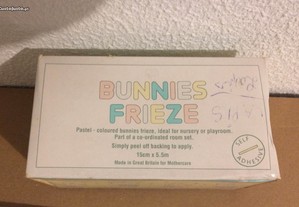 BUNNIES
FRIEZE
Pastel - coloured bunnies frieze, ideal for nursery or playroom.
Part of a co-ordinated room set.
Simply peel off backing to apply.
10cm x 5.5m
Made in Great Britain for Mothercare
SELF
ADHESIVE